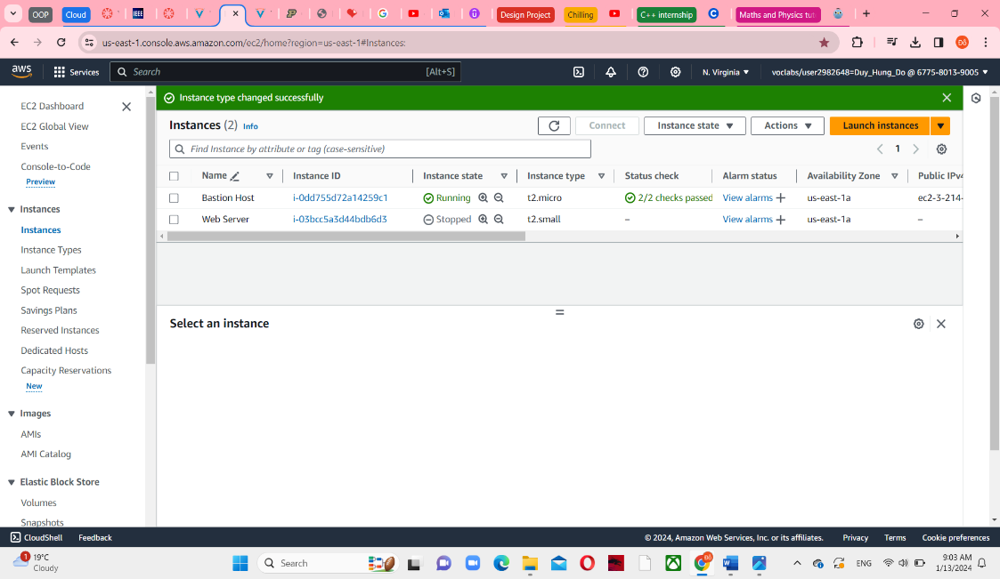 OOP
Cloud
IEEE
Design Project
Chilling
C++ internship
Maths and Physics tut
us-east-1.console.aws.amazon.com/ec2/home?region=us-east-1#Instances:
aws
Services
Search
[Alt+S]
N. Virginia
voclabs/user2982648=Duy_Hung_Do @ 6775-8013-9005
EC2 Dashboard
EC2 Global View
Events
Console-to-Code
Preview
Instances
Instances
Instance Types
Launch Templates
Spot Requests
Savings Plans
Reserved Instances
Dedicated Hosts
Capacity Reservations
New
Images
AMIs
AMI Catalog
Elastic Block Store
Volumes
Snapshots
Instance type changed successfully
Instances (2) Info
Connect
Instance state
Actions
Launch instances
Find Instance by attribute or tag (case-sensitive)
1
Name Instance ID Instance state Instance type Status check Alarm status Availability Zone Public IPv4
Bastion Host i-0dd755d72a14259c1 Running t2.micro 2/2 checks passed View alarms + us-east-1a ec2-3-214-
Web Server i-03bcc5a3d44bdb6d3 Stopped t2.small – View alarms + us-east-1a –
Select an instance
CloudShell Feedback
© 2024, Amazon Web Services, Inc. or its affiliates. Privacy Terms Cookie preferences
1
19°C
Cloudy
Search
ENG
9:03 AM
1/13/2024